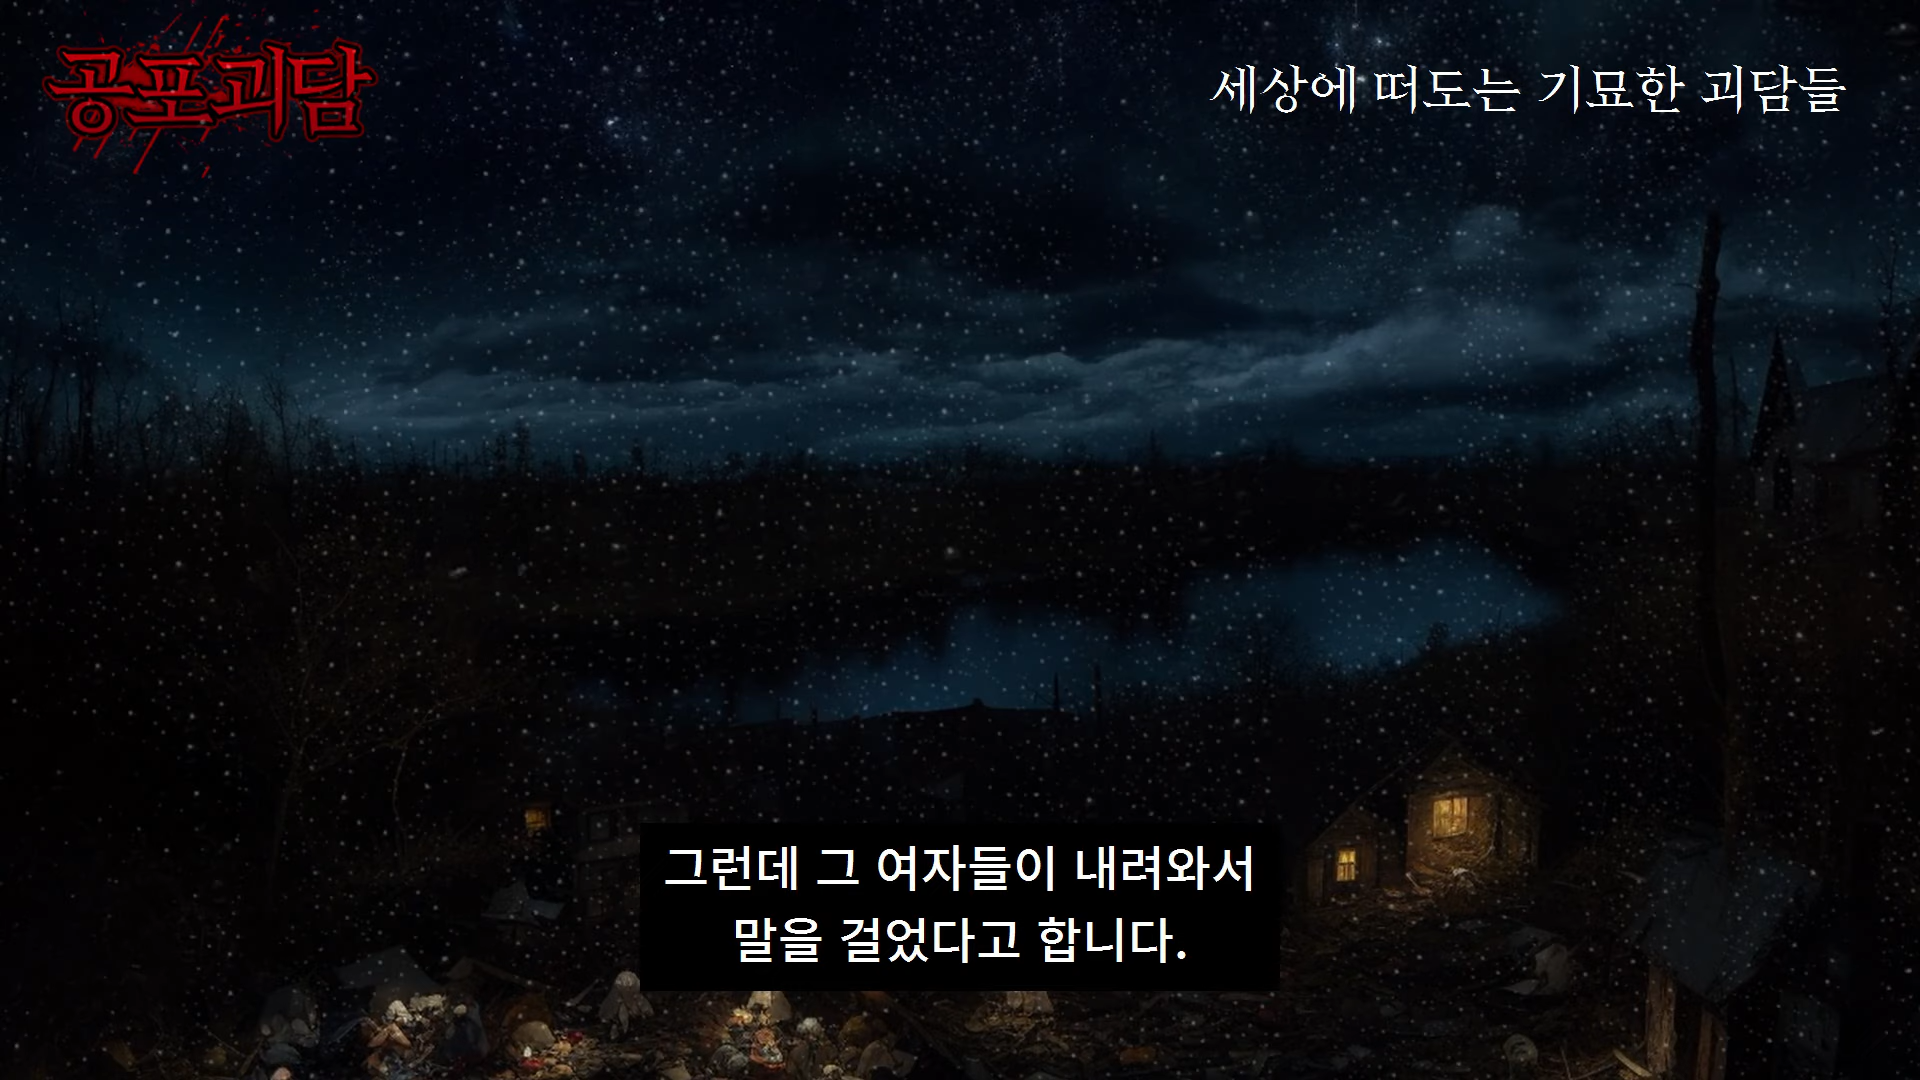 공포괴담
세상에 떠도는 기묘한 괴담들
그런데 그 여자들이 내려와서
말을 걸었다고 합니다.